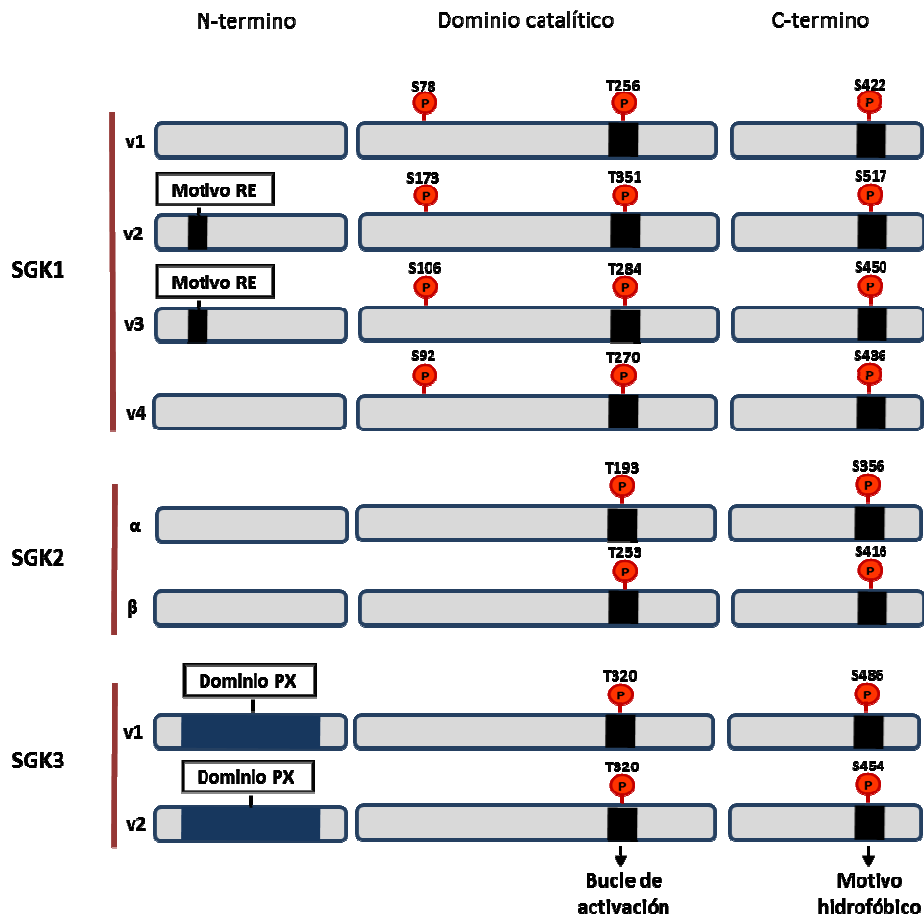 N-termino
Dominio catalítico
C-termino
SGK1
v1
S78
P
T256
P
S422
P
Motivo RE
v2
S173
P
T351
P
S517
P
Motivo RE
v3
S106
P
T284
P
S450
P
v4
S92
P
T270
P
S436
P
SGK2
α
T193
P
S356
P
β
T253
P
S416
P
SGK3
Dominio PX
v1
T320
P
S486
P
Dominio PX
v2
T320
P
S454
P
Bucle de
activación
Motivo
hidrofóbico